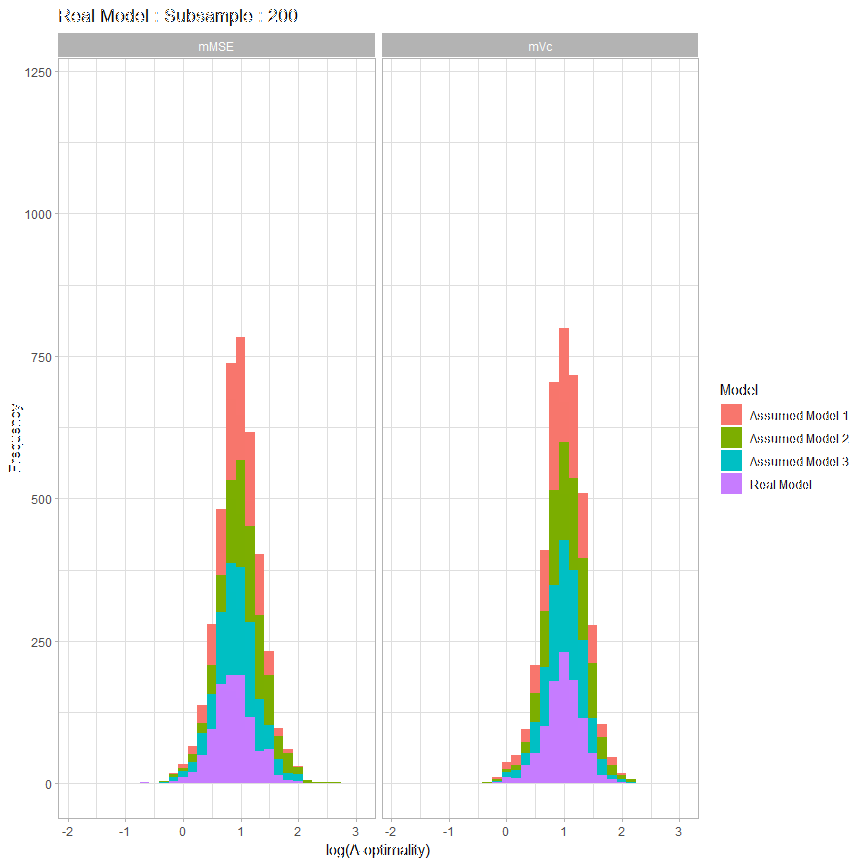 Real Model : Subsample : 200
mMSE
mVc
1250
1000
750
500
250
0
Frequency
-2
-1
0
1
2
3
-2
-1
0
1
2
3
log(A-optimality)
Model
Assumed Model 1
Assumed Model 2
Assumed Model 3
Real Model